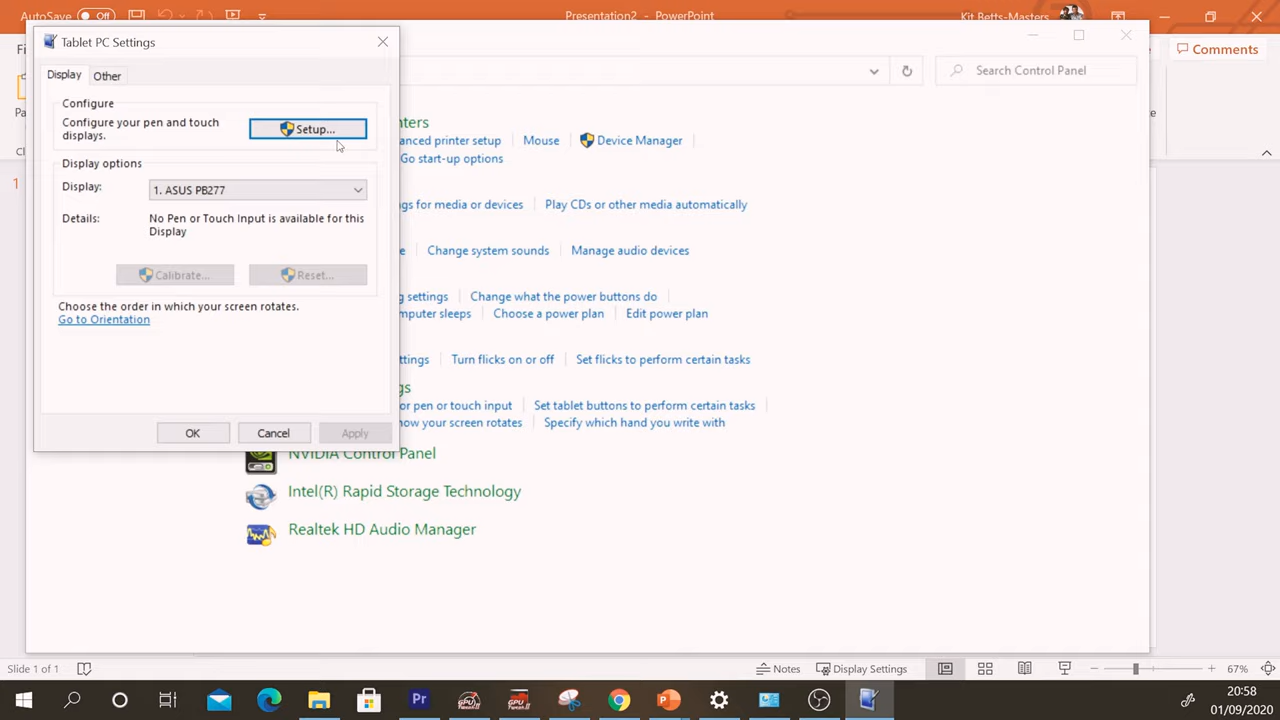 AutoSave Off
Presentation2 - PowerPoint
Kit Betts-Masters
Comments
Tablet PC Settings
Display
Other
Configure
Configure your pen and touch
displays.
Setup...
Display options
Display:
1. ASUS PB277
Details:
No Pen or Touch Input is available for this
Display
Calibrate...
Reset...
Choose the order in which your screen rotates.
Go to Orientation
OK
Cancel
Apply
Search Control Panel
nters
anced printer setup
Mouse
Device Manager
Go start-up options
gs for media or devices
Play CDs or other media automatically
e
Change system sounds
Manage audio devices
g settings
Change what the power buttons do
mputer sleeps
Choose a power plan
Edit power plan
ttings
Turn flicks on or off
Set flicks to perform certain tasks
gs
or pen or touch input
Set tablet buttons to perform certain tasks
how your screen rotates
Specify which hand you write with
NVIDIA Control Panel
Intel(R) Rapid Storage Technology
Realtek HD Audio Manager
1
Slide 1 of 1
Notes
Display Settings
67%
Pr
20:58
01/09/2020